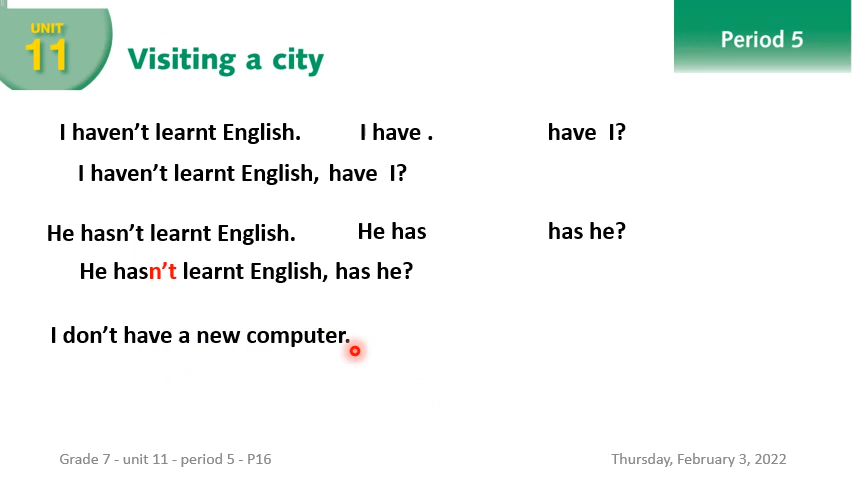 UNIT
11
Visiting a city
Period 5
I haven't learnt English. I have . have I?
I haven't learnt English, have I?
He hasn't learnt English. He has has he?
He hasn't learnt English, has he?
I don't have a new computer.
Grade 7 - unit 11 - period 5 - P16
Thursday, February 3, 2022